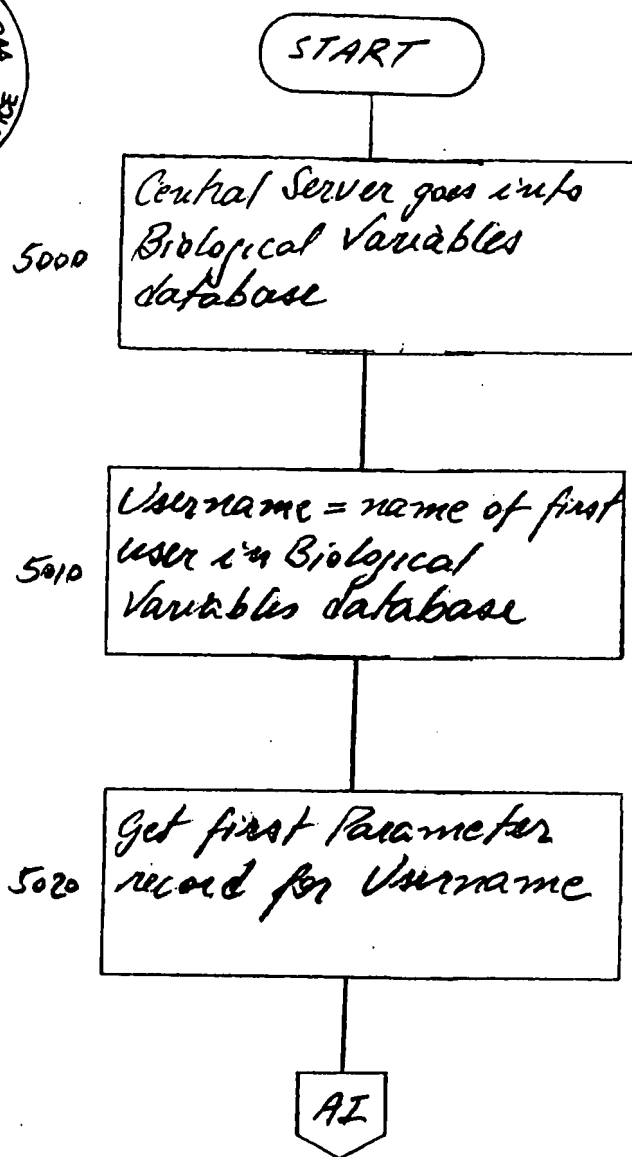 START
5000
Central Server goes into
Biological Variables
database
5010
Username = name of first
user in Biological
Variables database
5020
Get first Parameter
record for Username
AI